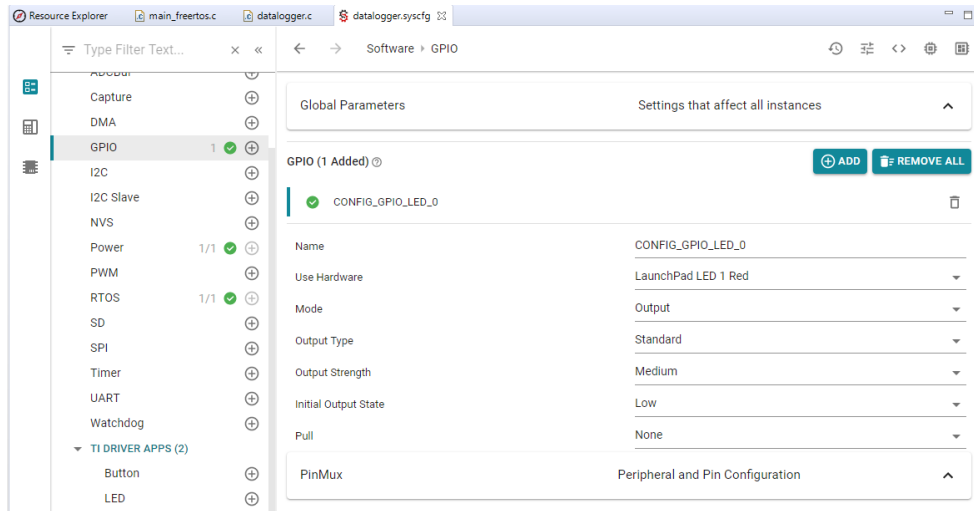 Resource Explorer
main_freertos.c
datalogger.c
datalogger.syscfg
Type Filter Text...
Software GPIO
ADCBuf
Capture
DMA
GPIO 1
I2C
I2C Slave
NVS
Power 1/1
PWM
RTOS 1/1
SD
SPI
Timer
UART
Watchdog
TI DRIVER APPS (2)
Button
LED
Global Parameters Settings that affect all instances
GPIO (1 Added)
ADD
REMOVE ALL
CONFIG_GPIO_LED_0
Name CONFIG_GPIO_LED_0
Use Hardware LaunchPad LED 1 Red
Mode Output
Output Type Standard
Output Strength Medium
Initial Output State Low
Pull None
PinMux Peripheral and Pin Configuration